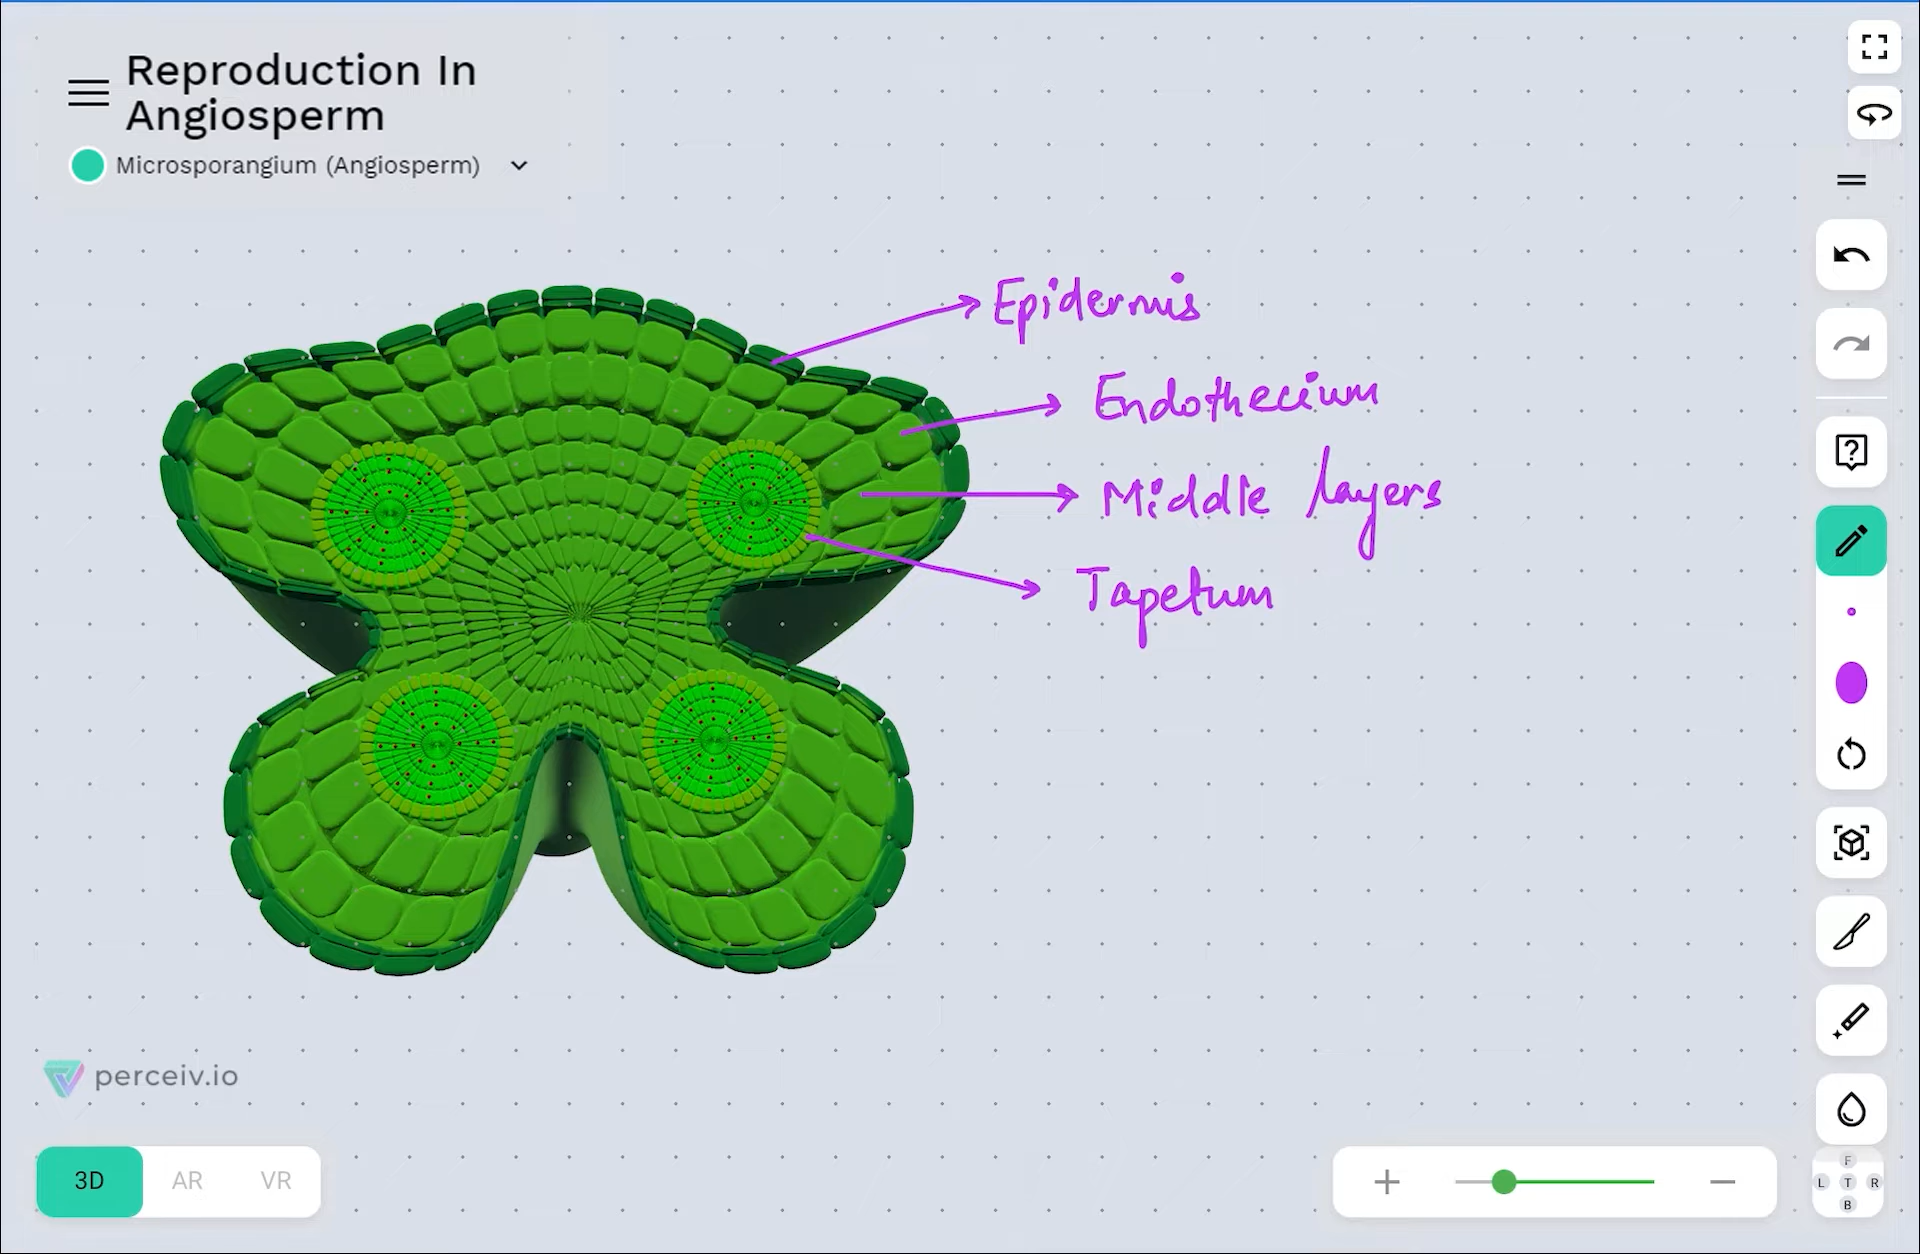 Reproduction In
Angiosperm
Microsporangium (Angiosperm)
Epidermis
Endothecium
Middle layers
Tapetum
perceiv.io
3D AR VR
F
L T R
B